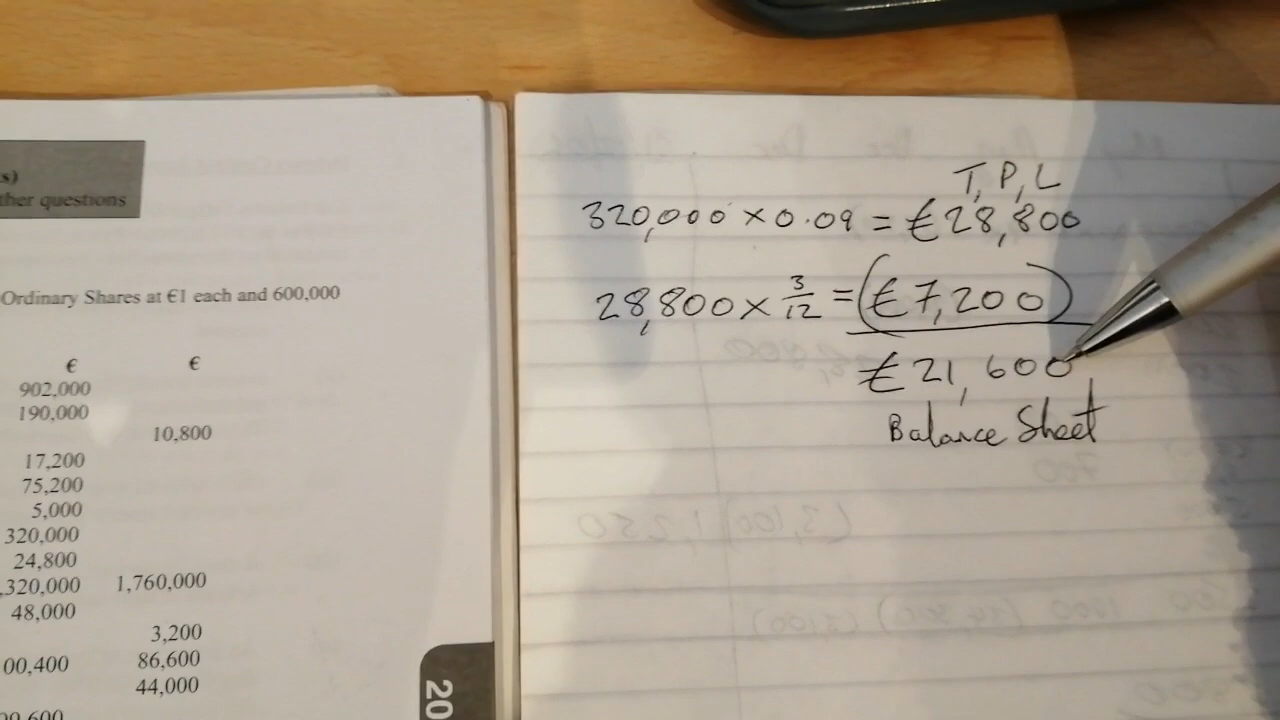 s)
ther questions
Ordinary Shares at €1 each and 600,000
€ €
902,000
190,000
10,800
17,200
75,200
5,000
320,000
24,800
,320,000 1,760,000
48,000
3,200
00,400 86,600
44,000
20
T, P, L
320,000 × 0.09 = €28,800
28,800 × 3/12 = (€7,200)
€21,600
Balance Sheet